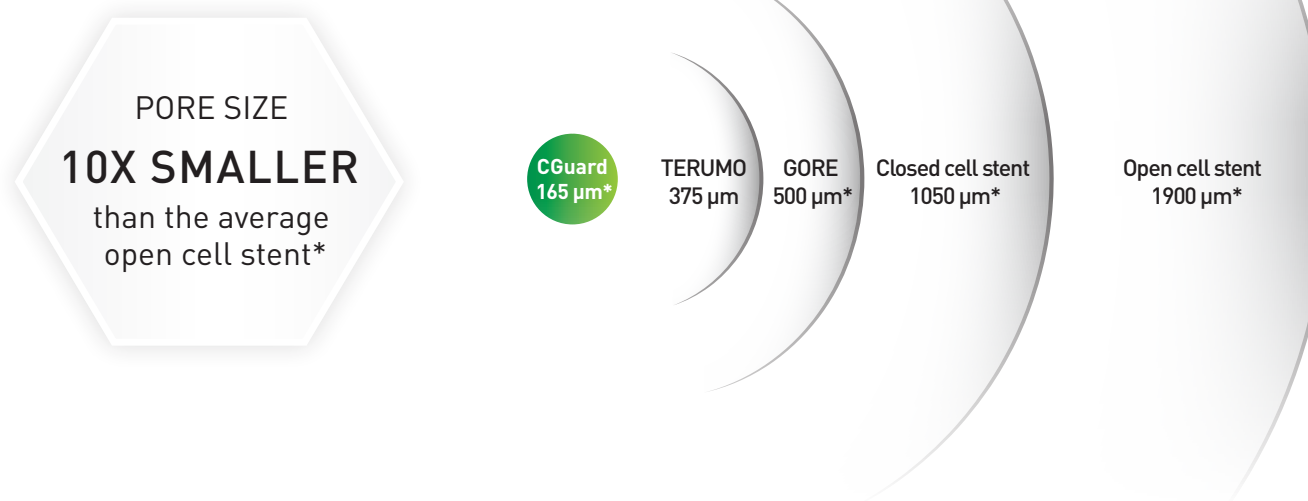 PORE SIZE
10X SMALLER
than the average
open cell stent*
CGuard
165 µm*
TERUMO
375 µm
GORE
500 µm*
Closed cell stent
1050 µm*
Open cell stent
1900 µm*